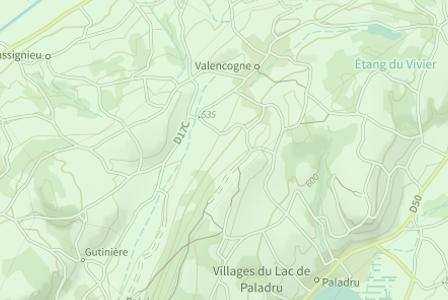 Valencogne
Étang du Vivier
535
D17C
600
D50
Gutinière
Villages du Lac de
Paladru
Paladru